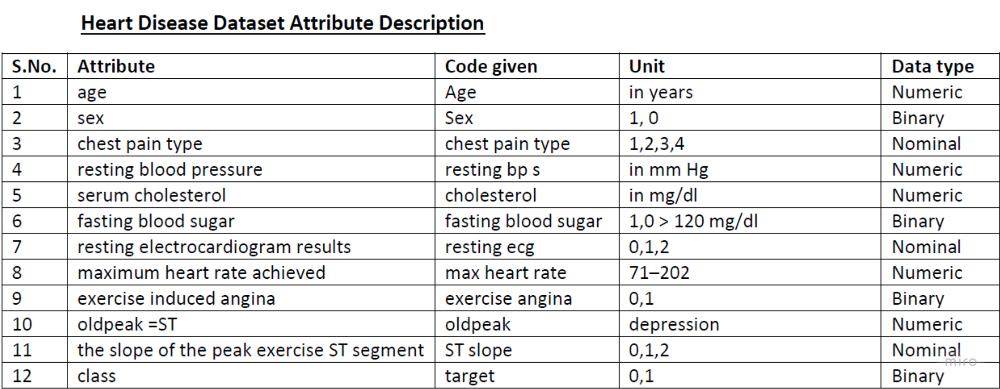 Heart Disease Dataset Attribute Description
S.No. Attribute Code given Unit Data type
1 age Age in years Numeric
2 sex Sex 1, 0 Binary
3 chest pain type chest pain type 1,2,3,4 Nominal
4 resting blood pressure resting bp s in mm Hg Numeric
5 serum cholesterol cholesterol in mg/dl Numeric
6 fasting blood sugar fasting blood sugar 1,0 > 120 mg/dl Binary
7 resting electrocardiogram results resting ecg 0,1,2 Nominal
8 maximum heart rate achieved max heart rate 71–202 Numeric
9 exercise induced angina exercise angina 0,1 Binary
10 oldpeak =ST oldpeak depression Numeric
11 the slope of the peak exercise ST segment ST slope 0,1,2 Nominal
miro
12 class target 0,1 Binary